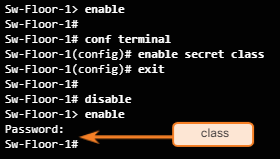 Sw-Floor-1> enable
Sw-Floor-1#
Sw-Floor-1# conf terminal
Sw-Floor-1(config)# enable secret class
Sw-Floor-1(config)# exit
Sw-Floor-1#
Sw-Floor-1# disable
Sw-Floor-1> enable
Password:
class
Sw-Floor-1#